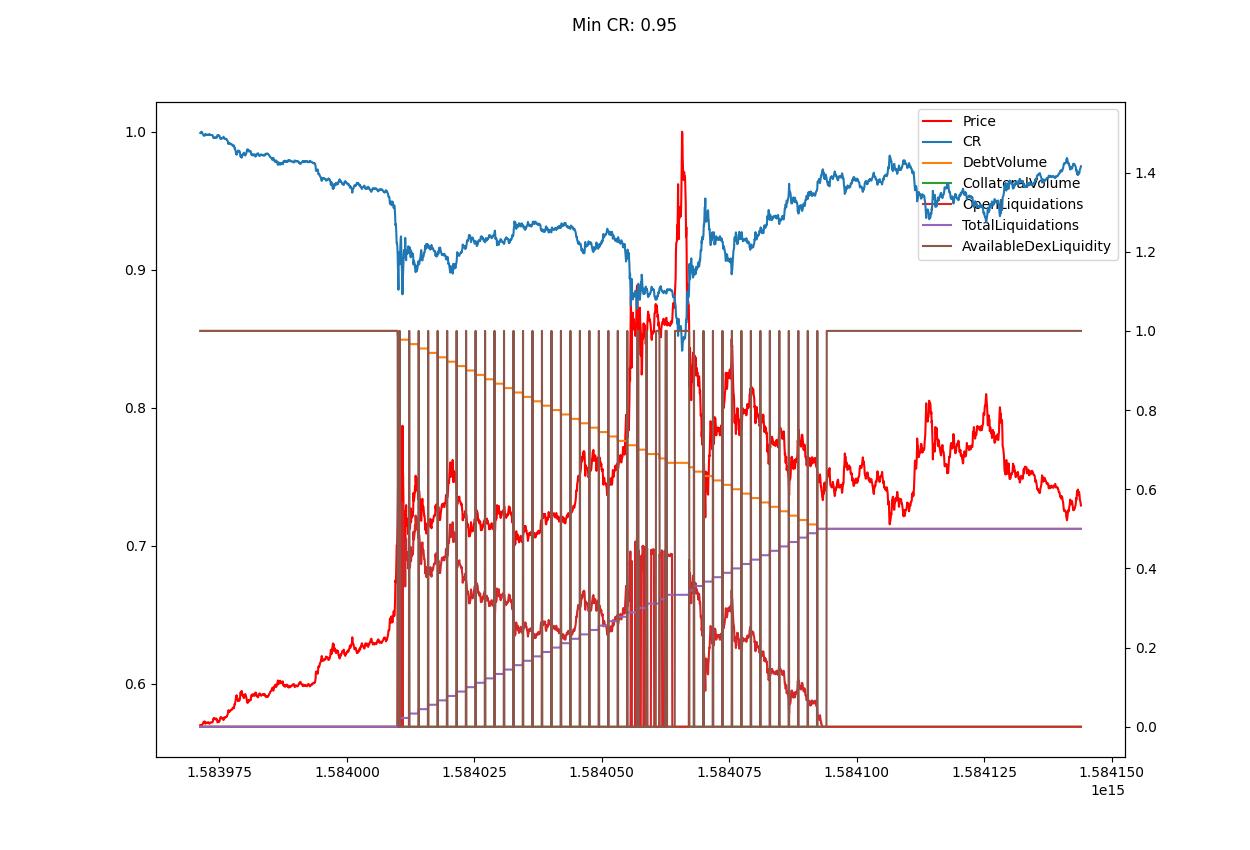 Min CR: 0.95
1.0
0.9
0.8
0.7
0.6
Price
CR
DebtVolume
CollateralVolume
OpenLiquidations
TotalLiquidations
AvailableDexLiquidity
1.4
1.2
1.0
0.8
0.6
0.4
0.2
0.0
1.583975 1.584000 1.584025 1.584050 1.584075 1.584100 1.584125 1.584150
1e15